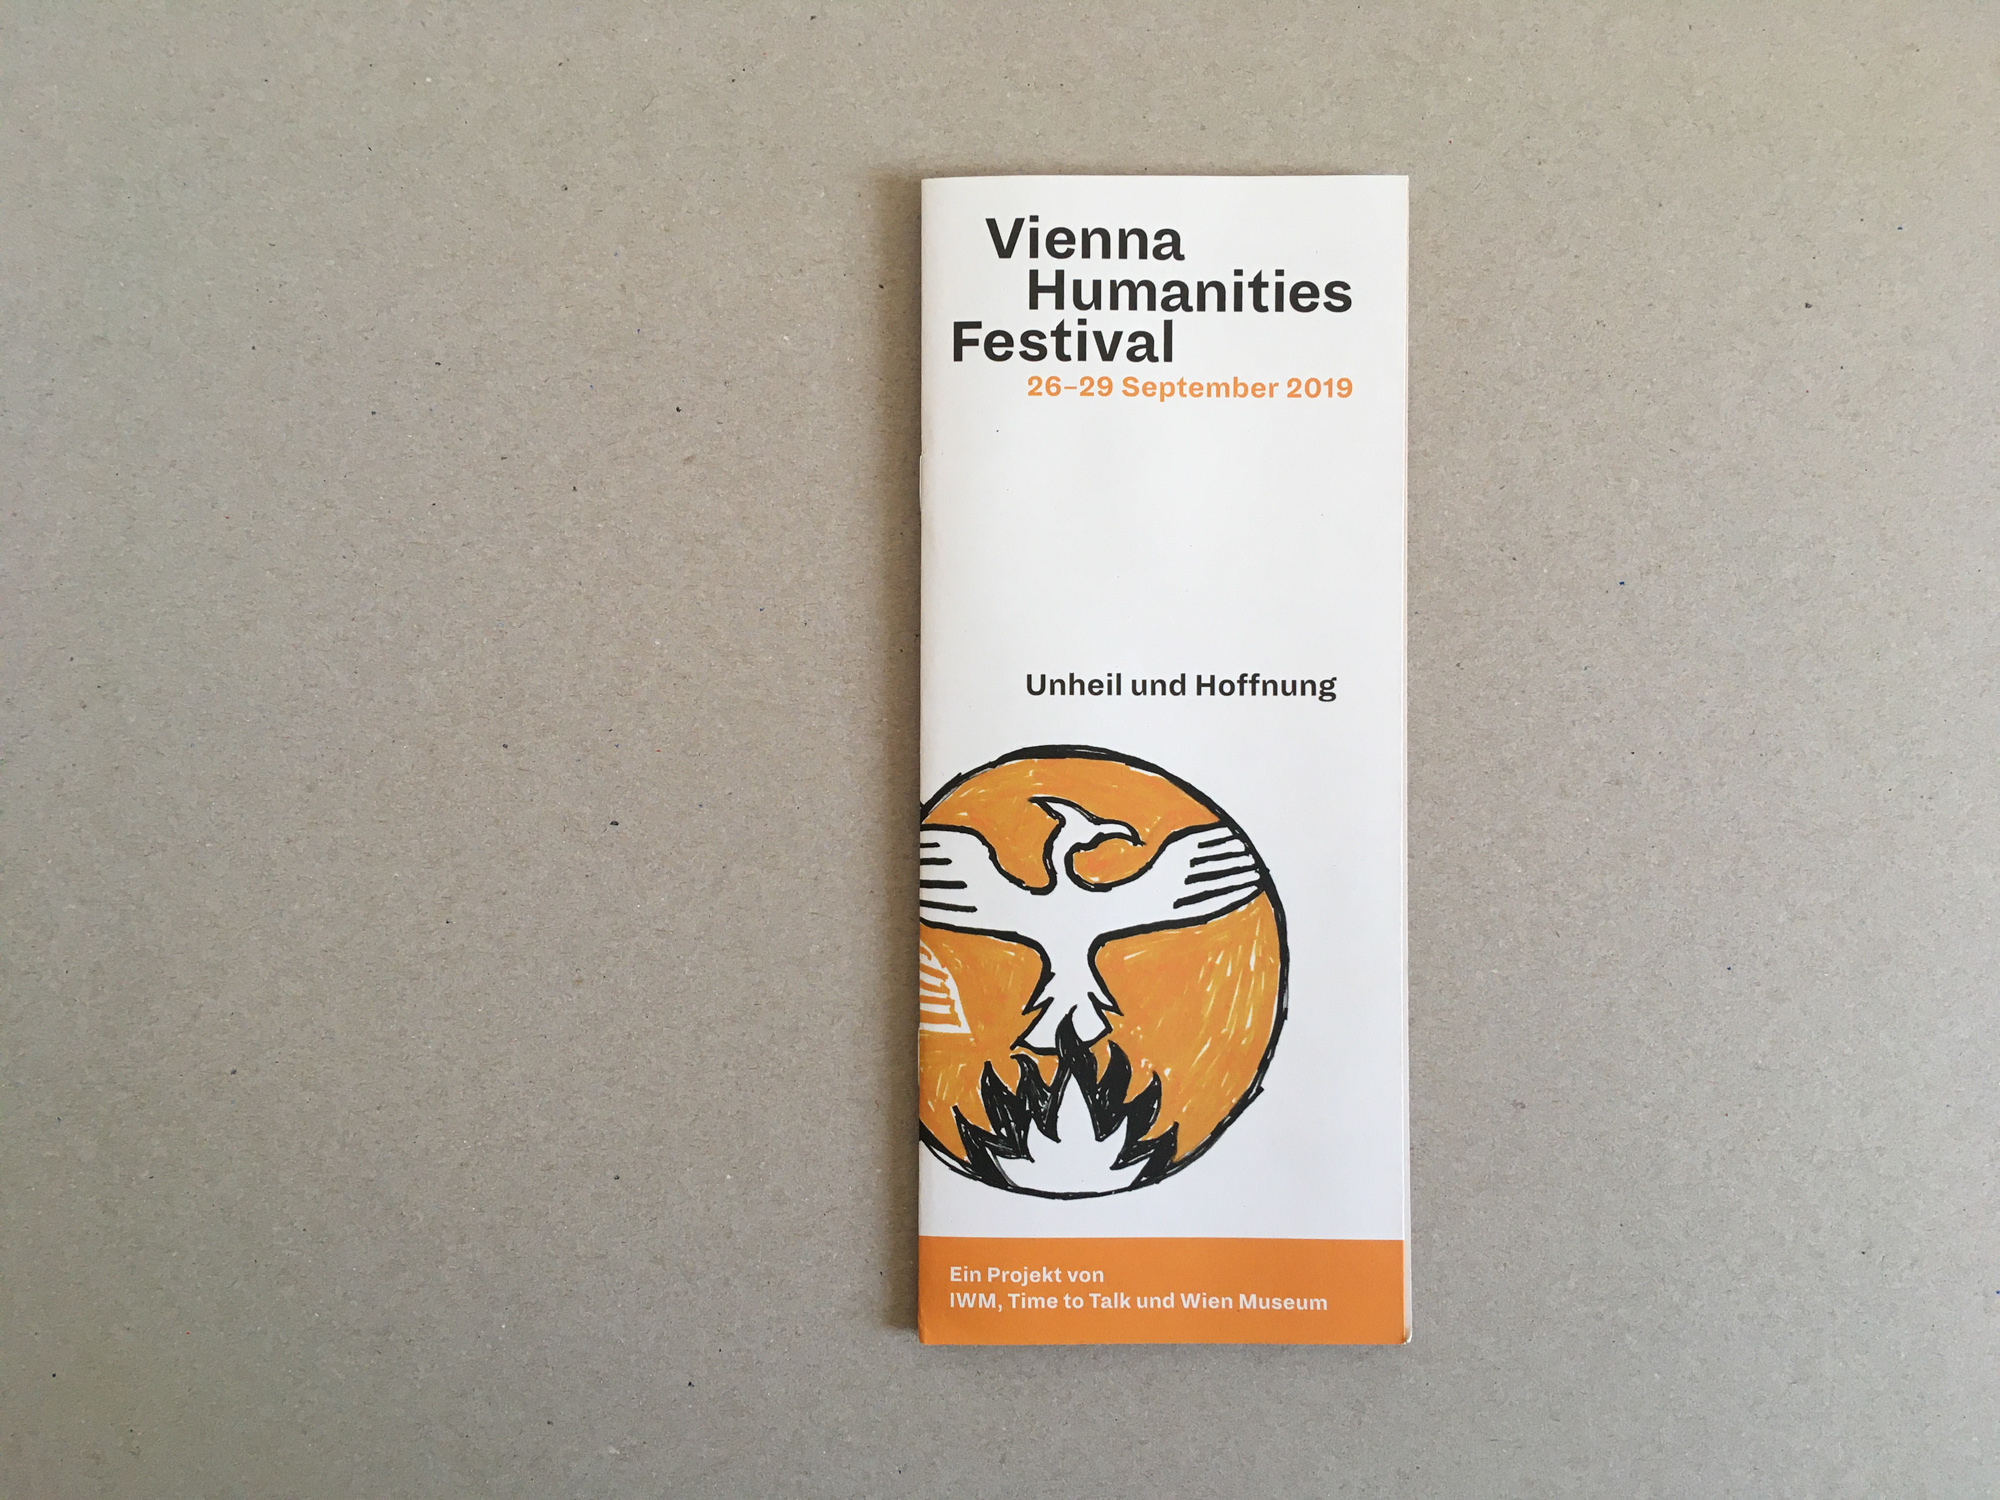 Vienna
Humanities
Festival
26–29 September 2019
Unheil und Hoffnung
Ein Projekt von
IWM, Time to Talk und Wien Museum